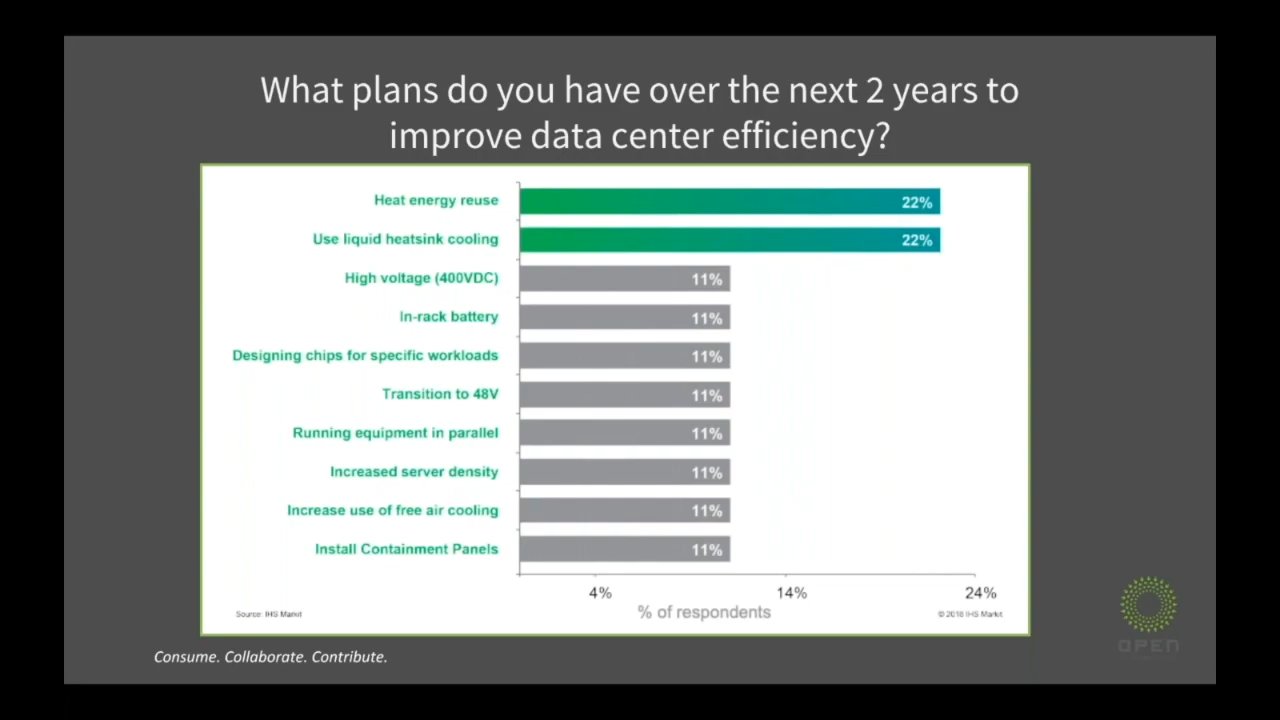 What plans do you have over the next 2 years to
improve data center efficiency?
Heat energy reuse 22%
Use liquid heatsink cooling 22%
High voltage (400VDC) 11%
In-rack battery 11%
Designing chips for specific workloads 11%
Transition to 48V 11%
Running equipment in parallel 11%
Increased server density 11%
Increase use of free air cooling 11%
Install Containment Panels 11%
4% 14% 24%
% of respondents
Source: IHS Markit
© 2018 IHS Markit
Consume. Collaborate. Contribute.
OPEN